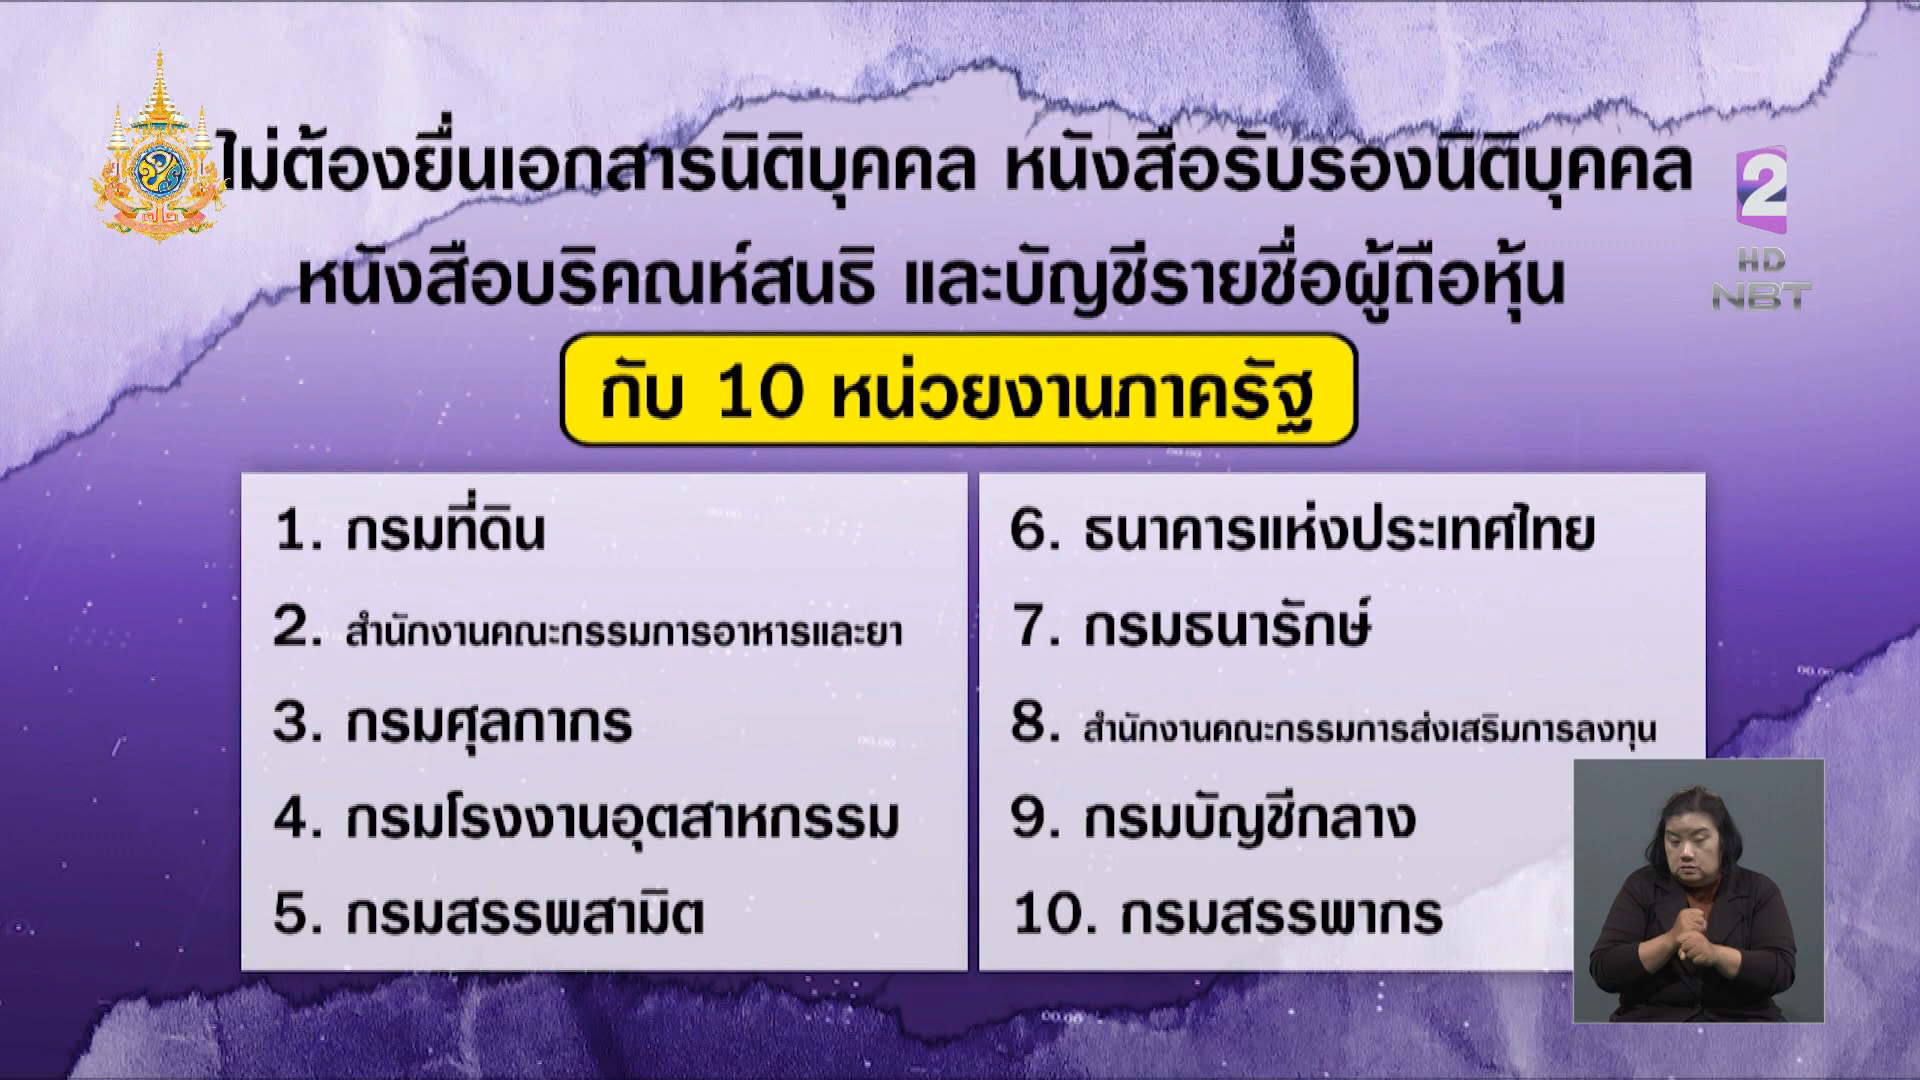 ไม่ต้องยื่นเอกสารนิติบุคคล หนังสือรับรองนิติบุคคล
หนังสือบริคณห์สนธิ และบัญชีรายชื่อผู้ถือหุ้น
กับ 10 หน่วยงานภาครัฐ
1. กรมที่ดิน
2. สำนักงานคณะกรรมการอาหารและยา
3. กรมศุลกากร
4. กรมโรงงานอุตสาหกรรม
5. กรมสรรพสามิต
6. ธนาคารแห่งประเทศไทย
7. กรมธนารักษ์
8. สำนักงานคณะกรรมการส่งเสริมการลงทุน
9. กรมบัญชีกลาง
10. กรมสรรพากร
2
HD
NBT
๗๒
00.00
00.00
00.00